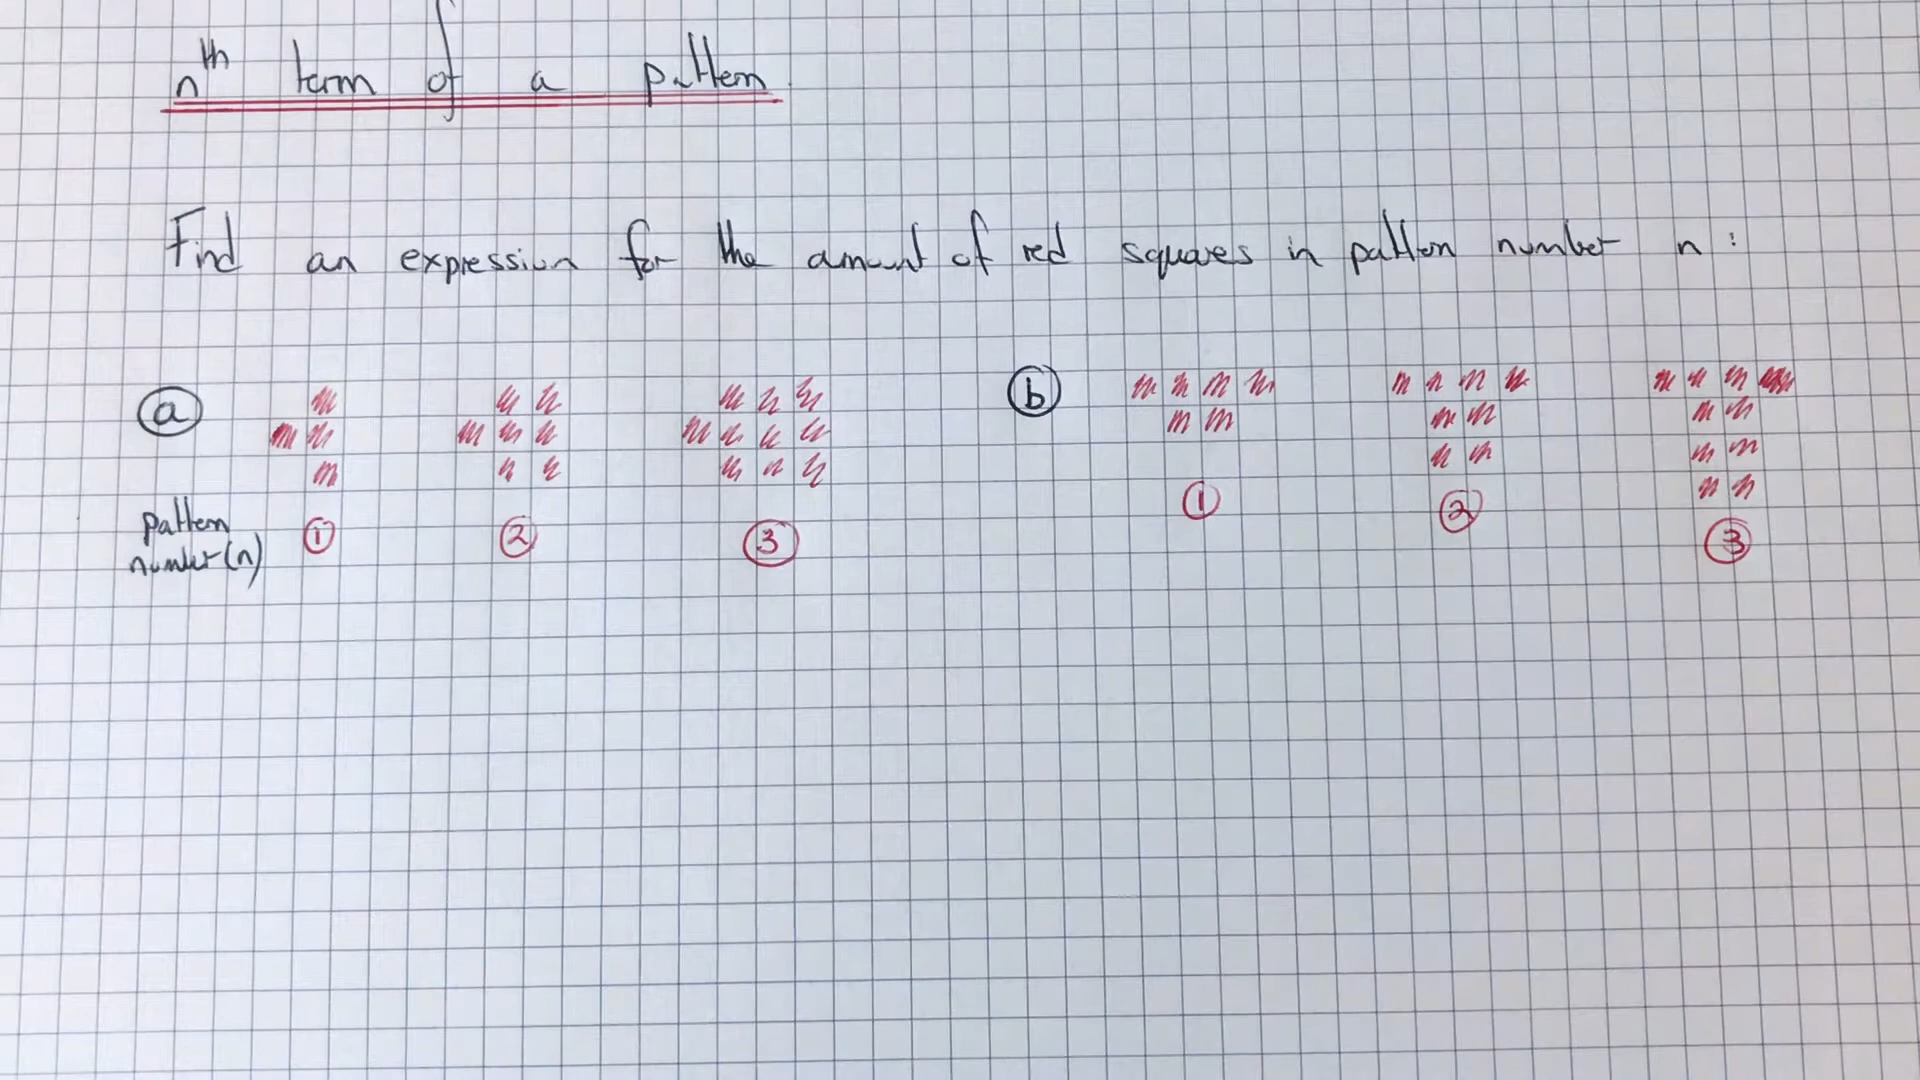 nth term of a pattern.
Find an expression for the amount of red squares in pattern number n :
a
b
pattern
number (n)
1 2 3
1 2 3